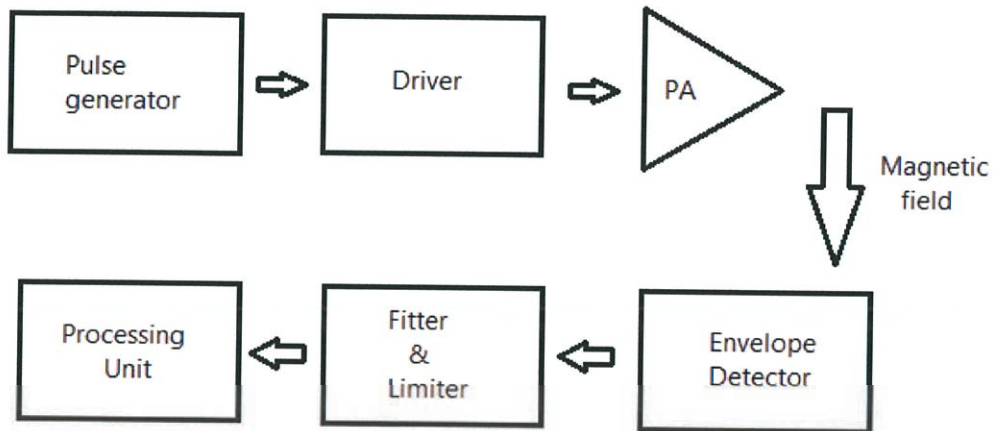 Pulse
generator
Driver
PA
Magnetic
field
Envelope
Detector
Fitter
&
Limiter
Processing
Unit